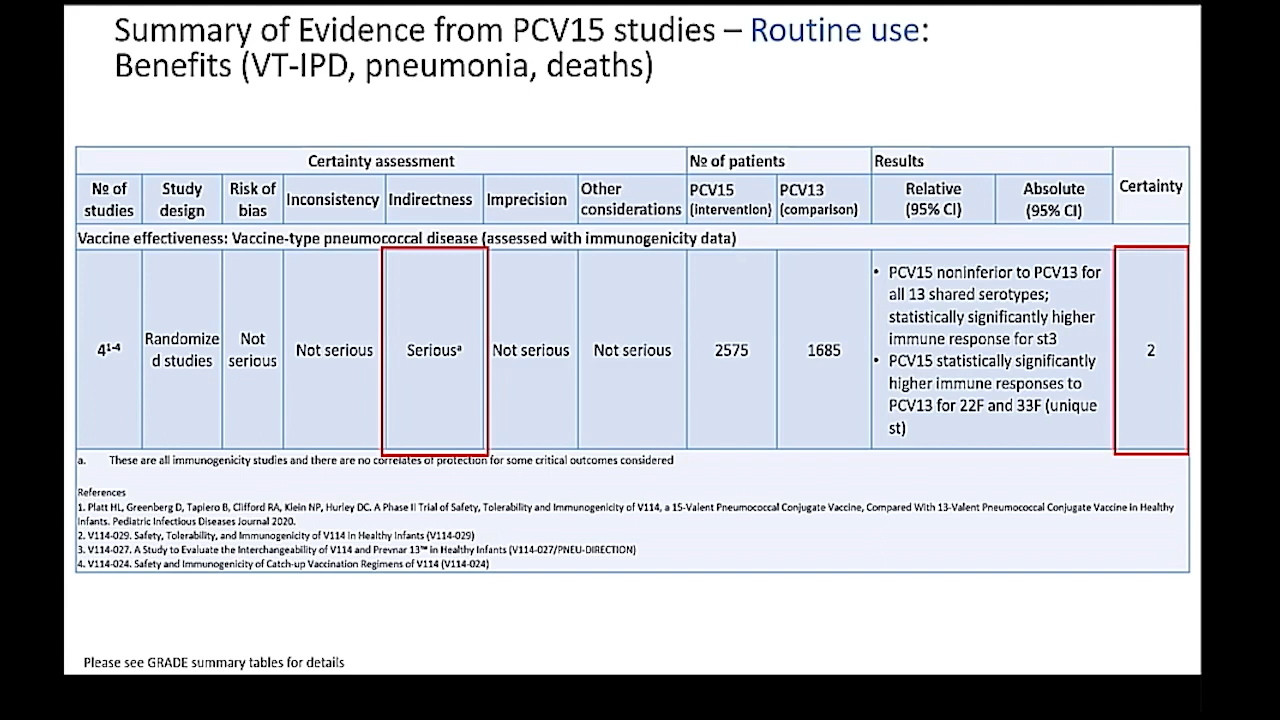 Summary of Evidence from PCV15 studies – Routine use:
Benefits (VT-IPD, pneumonia, deaths)
Certainty assessment
№ of patients
Results
Certainty
№ of
studies
Study
design
Risk of
bias
Inconsistency
Indirectness
Imprecision
Other
considerations
PCV15
(intervention)
PCV13
(comparison)
Relative
(95% CI)
Absolute
(95% CI)
Vaccine effectiveness: Vaccine-type pneumococcal disease (assessed with immunogenicity data)
4¹⁻⁴
Randomize
d studies
Not
serious
Not serious
Seriousᵃ
Not serious
Not serious
2575
1685
• PCV15 noninferior to PCV13 for
all 13 shared serotypes;
statistically significantly higher
immune response for st3
• PCV15 statistically significantly
higher immune responses to
PCV13 for 22F and 33F (unique
st)
2
a. These are all immunogenicity studies and there are no correlates of protection for some critical outcomes considered
References
1. Platt HL, Greenberg D, Tapiero B, Clifford RA, Klein NP, Hurley DC. A Phase II Trial of Safety, Tolerability and Immunogenicity of V114, a 15-Valent Pneumococcal Conjugate Vaccine, Compared With 13-Valent Pneumococcal Conjugate Vaccine in Healthy
Infants. Pediatric Infectious Diseases Journal 2020.
2. V114-029. Safety, Tolerability, and Immunogenicity of V114 in Healthy Infants (V114-029)
3. V114-027. A Study to Evaluate the Interchangeability of V114 and Prevnar 13™ in Healthy Infants (V114-027/PNEU-DIRECTION)
4. V114-024. Safety and Immunogenicity of Catch-up Vaccination Regimens of V114 (V114-024)
Please see GRADE summary tables for details